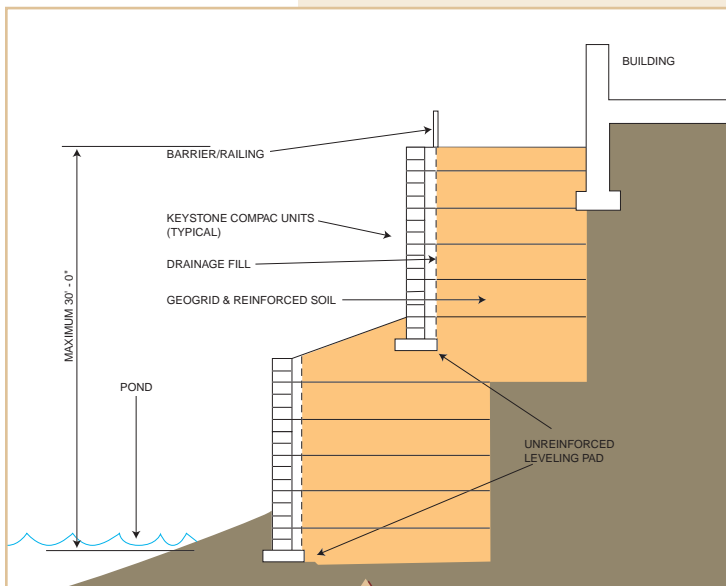 BUILDING
BARRIER/RAILING
KEYSTONE COMPAC UNITS
(TYPICAL)
DRAINAGE FILL
GEOGRID & REINFORCED SOIL
MAXIMUM 30' - 0"
POND
UNREINFORCED
LEVELING PAD